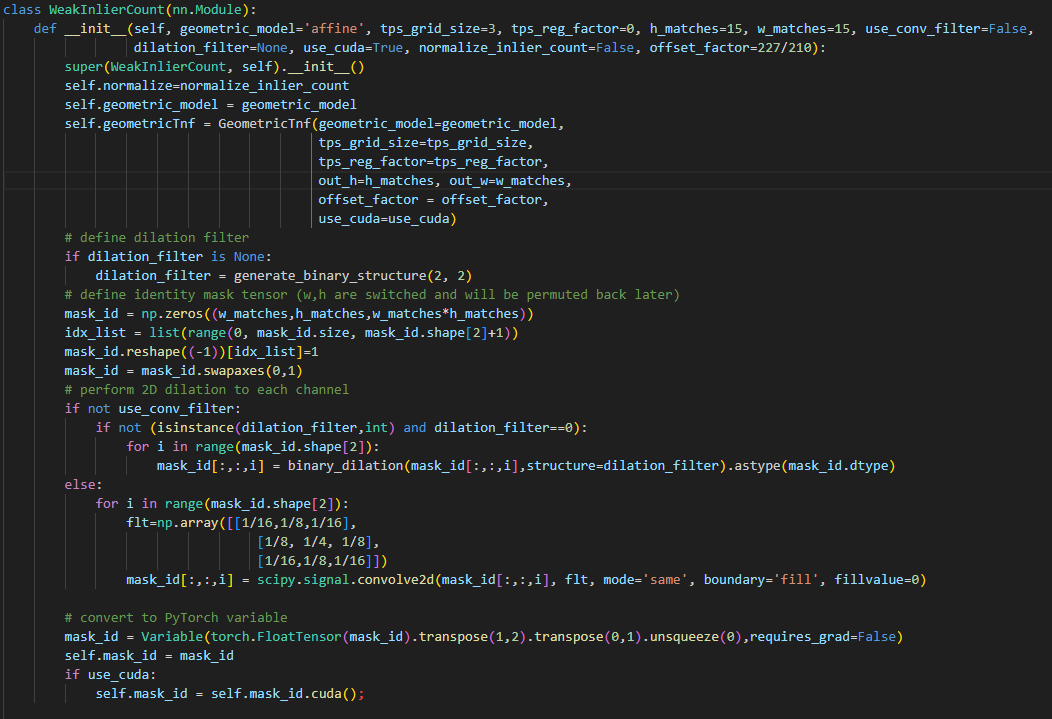 class WeakInlierCount(nn.Module):
    def __init__(self, geometric_model='affine', tps_grid_size=3, tps_reg_factor=0, h_matches=15, w_matches=15, use_conv_filter=False,
                 dilation_filter=None, use_cuda=True, normalize_inlier_count=False, offset_factor=227/210):
        super(WeakInlierCount, self).__init__()
        self.normalize=normalize_inlier_count
        self.geometric_model = geometric_model
        self.geometricTnf = GeometricTnf(geometric_model=geometric_model,
                                         tps_grid_size=tps_grid_size,
                                         tps_reg_factor=tps_reg_factor,
                                         out_h=h_matches, out_w=w_matches,
                                         offset_factor = offset_factor,
                                         use_cuda=use_cuda)
        # define dilation filter
        if dilation_filter is None:
            dilation_filter = generate_binary_structure(2, 2)
        # define identity mask tensor (w,h are switched and will be permuted back later)
        mask_id = np.zeros((w_matches,h_matches,w_matches*h_matches))
        idx_list = list(range(0, mask_id.size, mask_id.shape[2]+1))
        mask_id.reshape((-1))[idx_list]=1
        mask_id = mask_id.swapaxes(0,1)
        # perform 2D dilation to each channel
        if not use_conv_filter:
            if not (isinstance(dilation_filter,int) and dilation_filter==0):
                for i in range(mask_id.shape[2]):
                    mask_id[:,:,i] = binary_dilation(mask_id[:,:,i],structure=dilation_filter).astype(mask_id.dtype)
        else:
            for i in range(mask_id.shape[2]):
                flt=np.array([[1/16,1/8,1/16],
                                 [1/8, 1/4, 1/8],
                                 [1/16,1/8,1/16]])
                mask_id[:,:,i] = scipy.signal.convolve2d(mask_id[:,:,i], flt, mode='same', boundary='fill', fillvalue=0)
        # convert to PyTorch variable
        mask_id = Variable(torch.FloatTensor(mask_id).transpose(1,2).transpose(0,1).unsqueeze(0),requires_grad=False)
        self.mask_id = mask_id
        if use_cuda:
            self.mask_id = self.mask_id.cuda();